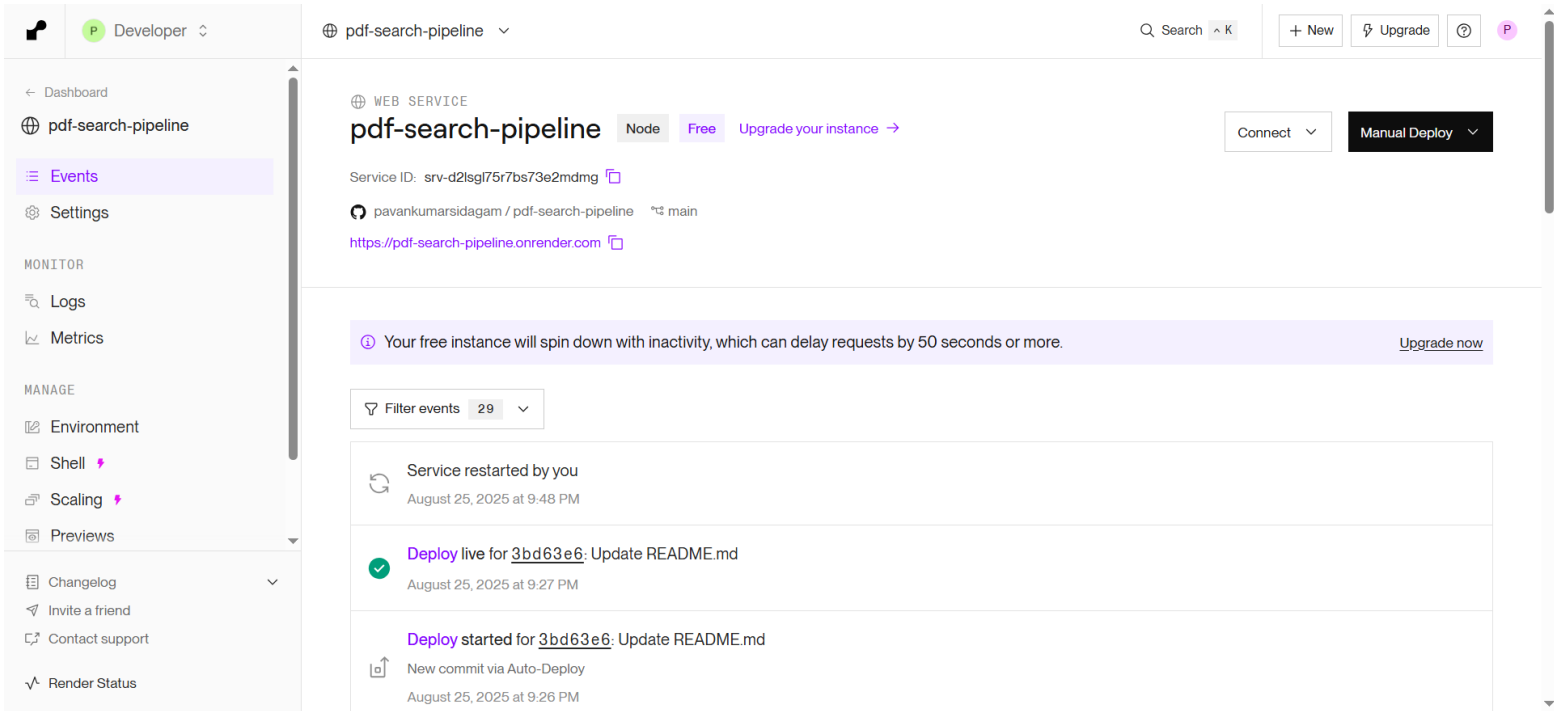 P Developer
pdf-search-pipeline
Search ^ K
+ New
Upgrade
P
← Dashboard
pdf-search-pipeline
Events
Settings
MONITOR
Logs
Metrics
MANAGE
Environment
Shell
Scaling
Previews
Changelog
Invite a friend
Contact support
Render Status
WEB SERVICE
pdf-search-pipeline Node Free Upgrade your instance →
Connect
Manual Deploy
Service ID: srv-d2lsgl75r7bs73e2mdmg
pavankumarsidagam / pdf-search-pipeline main
https://pdf-search-pipeline.onrender.com
Your free instance will spin down with inactivity, which can delay requests by 50 seconds or more.
Upgrade now
Filter events 29
Service restarted by you
August 25, 2025 at 9:48 PM
Deploy live for 3bd63e6: Update README.md
August 25, 2025 at 9:27 PM
Deploy started for 3bd63e6: Update README.md
New commit via Auto-Deploy
August 25, 2025 at 9:26 PM